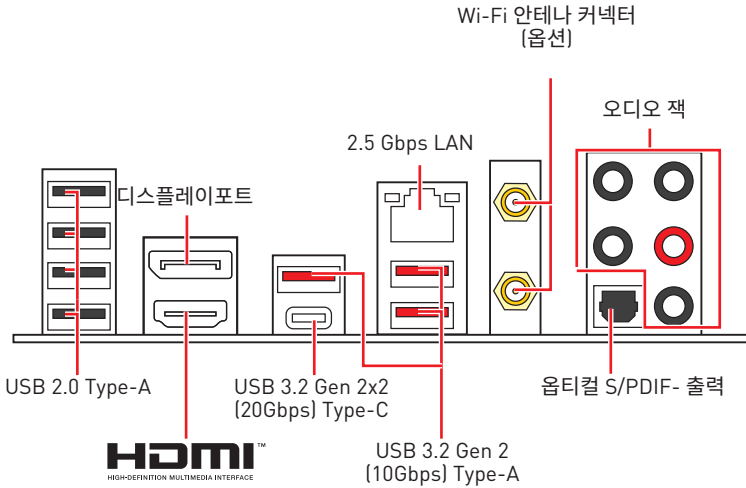 Wi-Fi 안테나 커넥터
(옵션)
오디오 잭
2.5 Gbps LAN
디스플레이포트
USB 2.0 Type-A
USB 3.2 Gen 2x2
(20Gbps) Type-C
옵티컬 S/PDIF- 출력
HDMI™
HIGH-DEFINITION MULTIMEDIA INTERFACE
USB 3.2 Gen 2
(10Gbps) Type-A